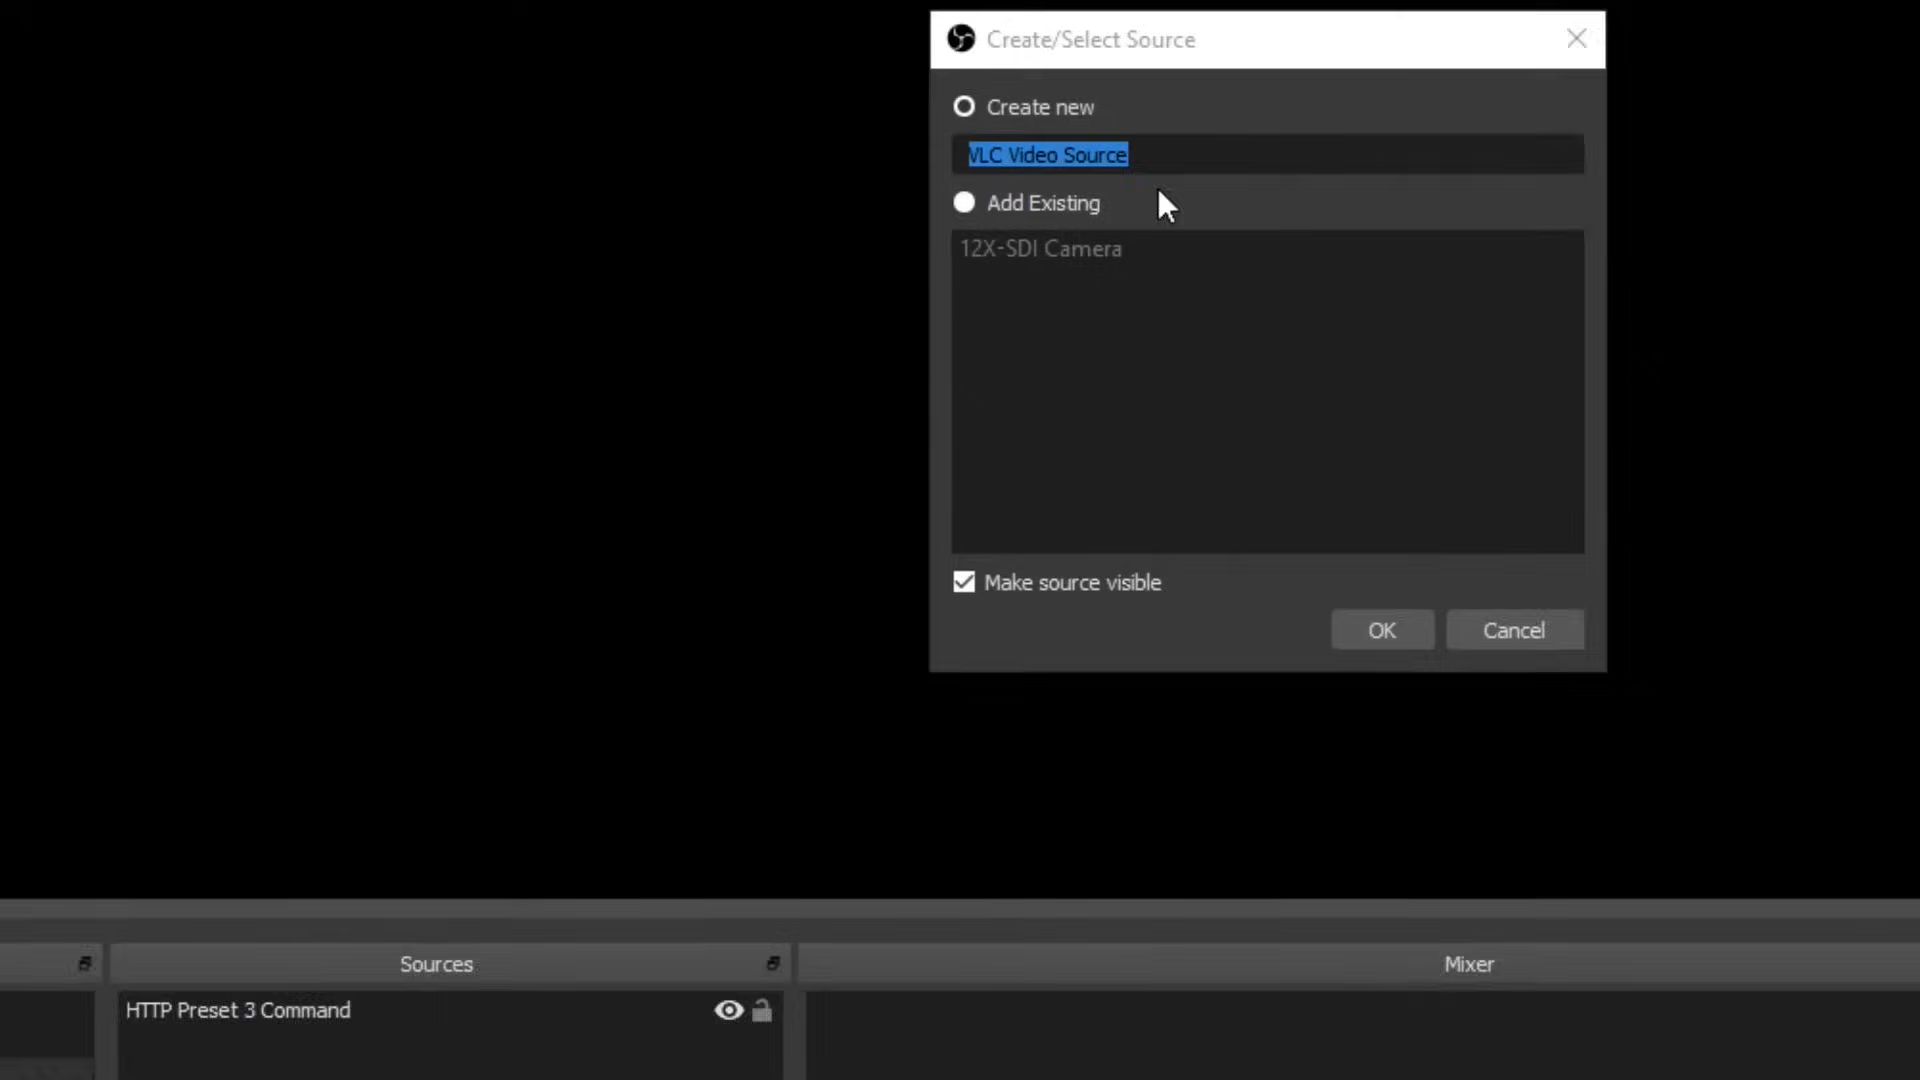 Create/Select Source
Create new
VLC Video Source
Add Existing
12X-SDI Camera
Make source visible
OK
Cancel
Sources
Mixer
HTTP Preset 3 Command